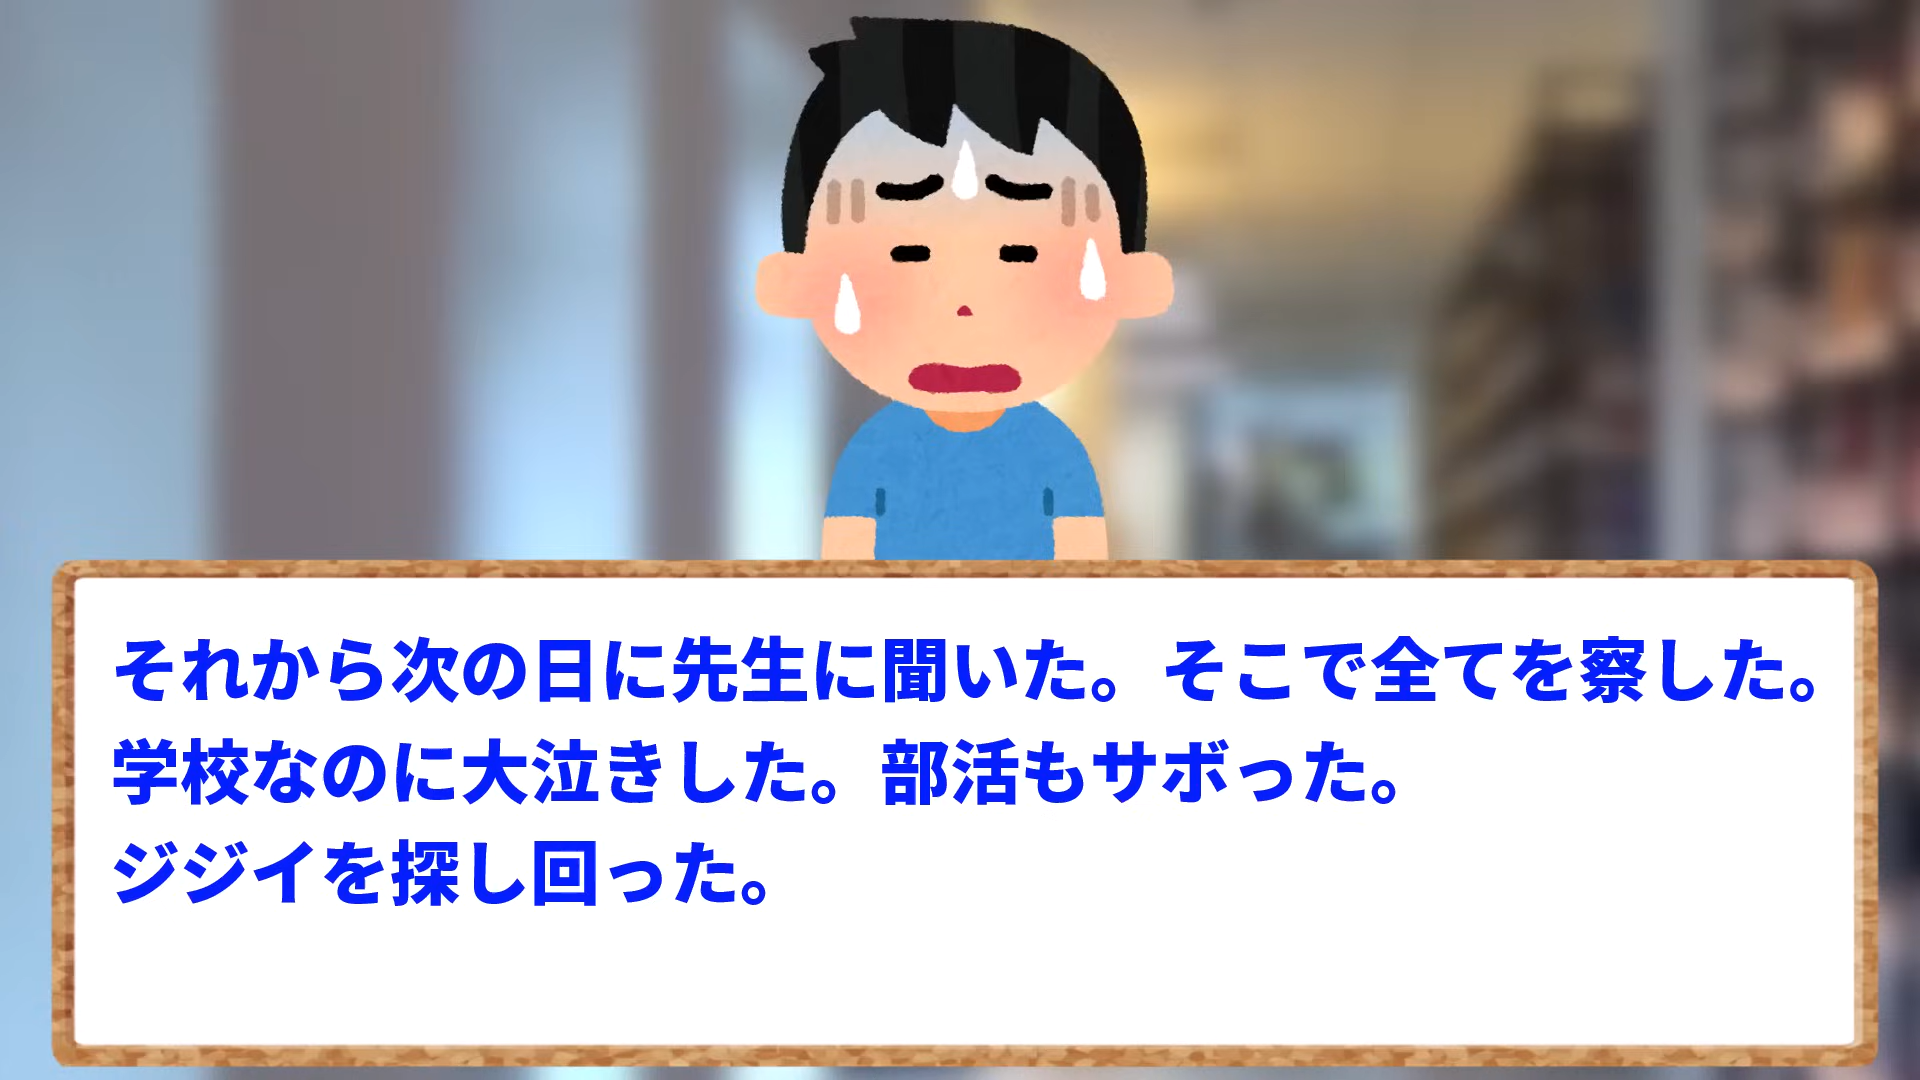 それから次の日に先生に聞いた。そこで全てを察した。
学校なのに大泣きした。部活もサボった。
ジジイを探し回った。